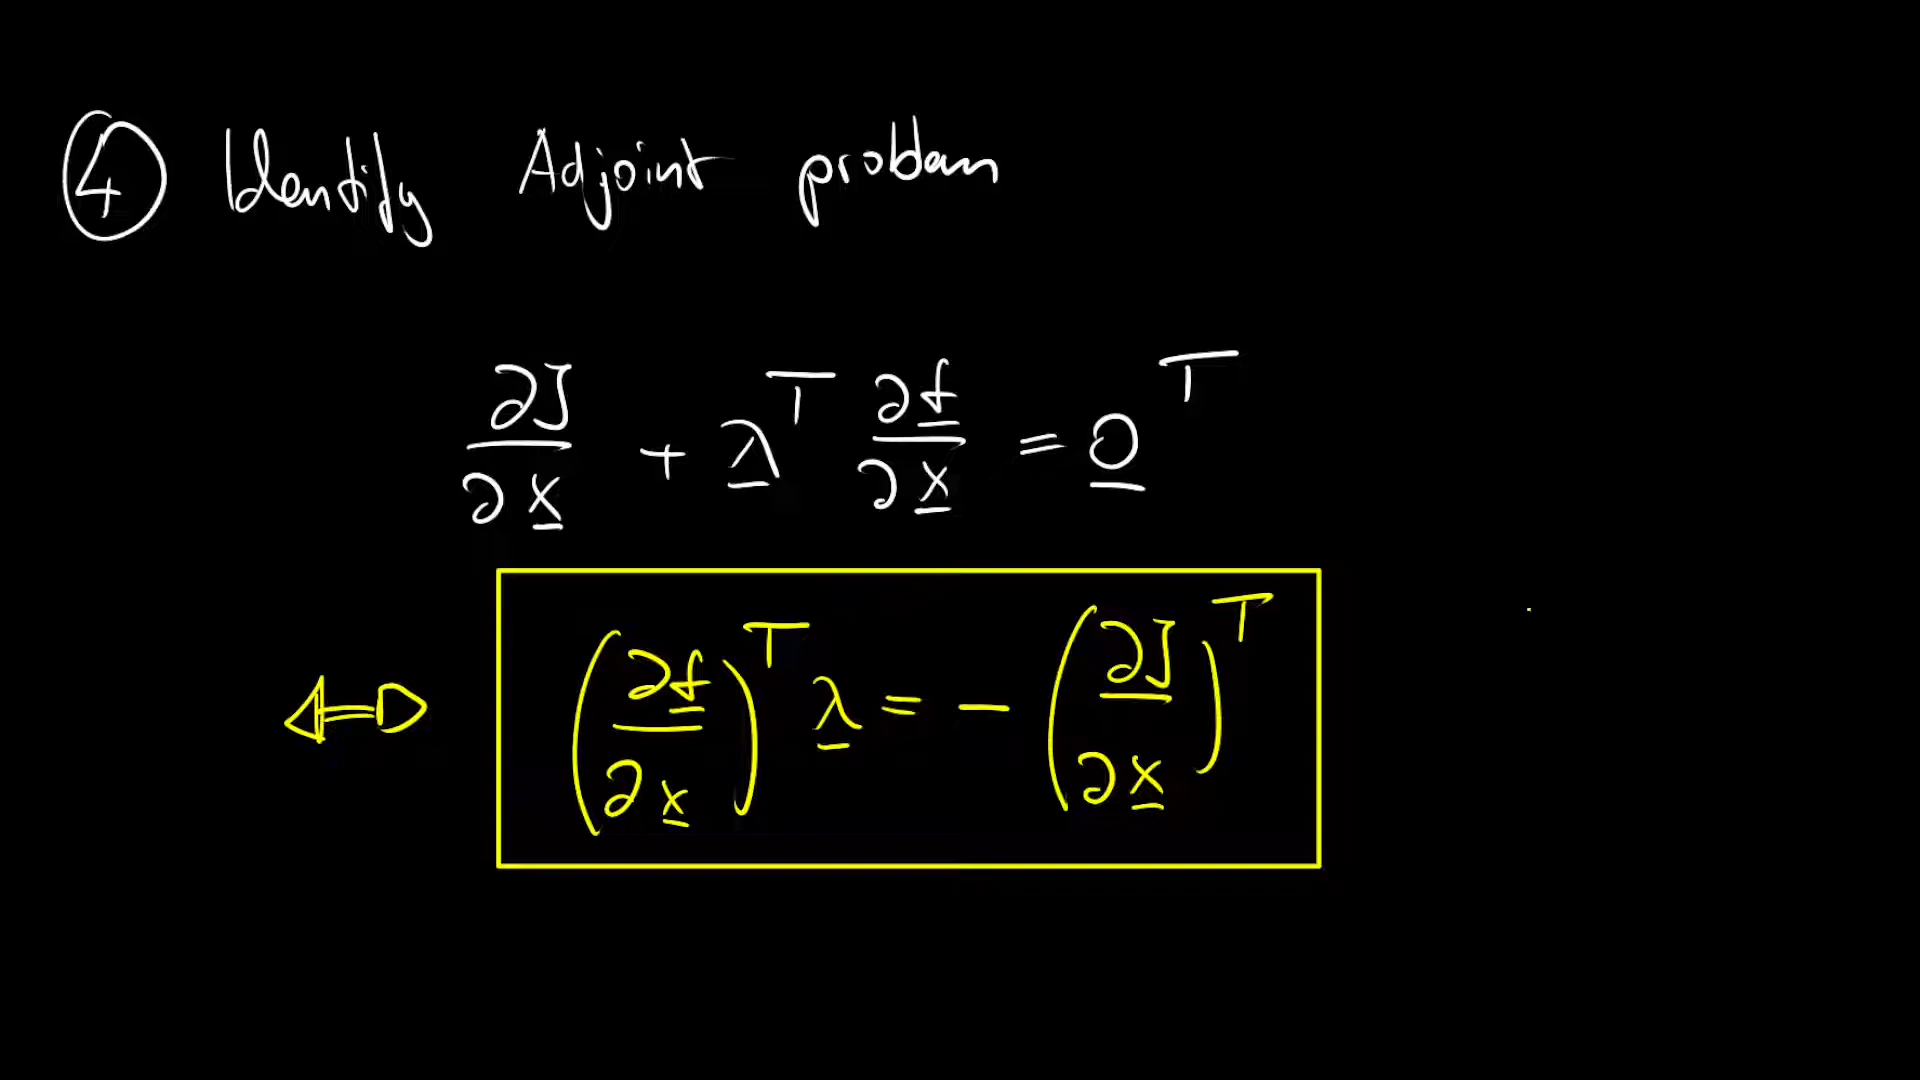 ④ Identify Adjoint problem
∂J/∂x̲ + λ̲ᵀ ∂f̲/∂x̲ = 0̲ᵀ
⇔ (∂f̲/∂x̲)ᵀ λ̲ = − (∂J/∂x̲)ᵀ